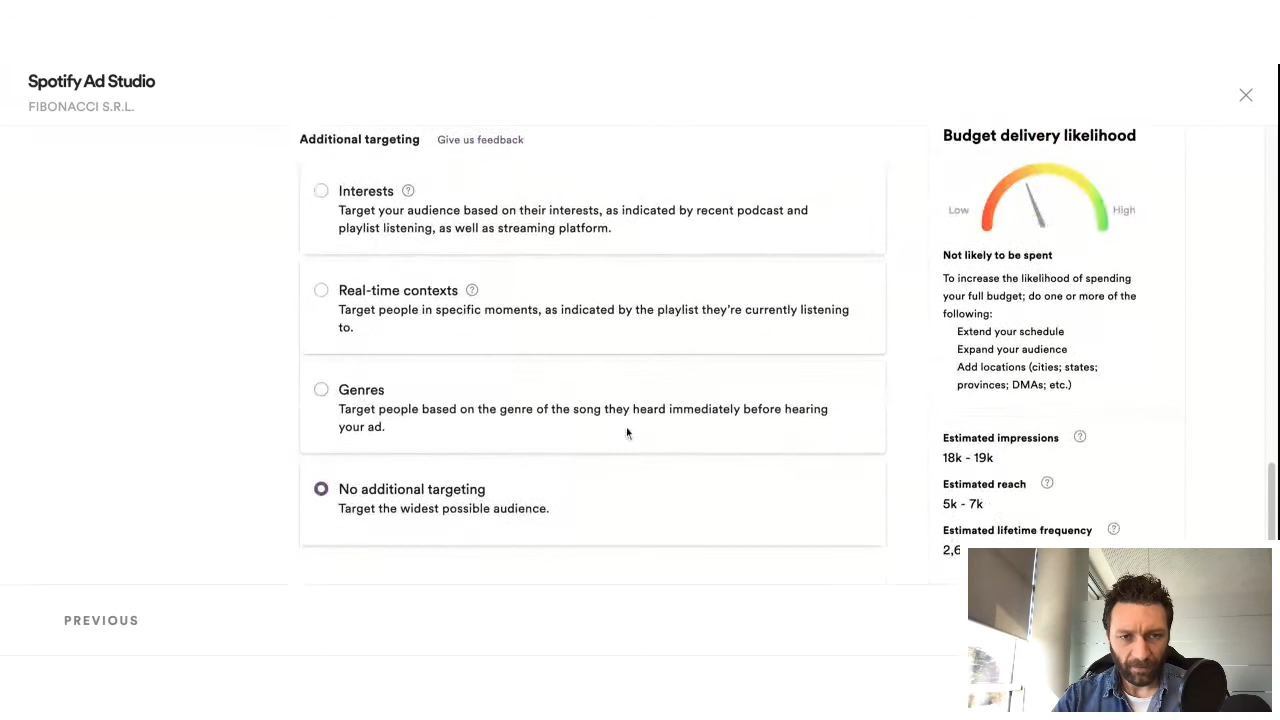 Spotify Ad Studio
FIBONACCI S.R.L.
Additional targeting Give us feedback
Interests
Target your audience based on their interests, as indicated by recent podcast and
playlist listening, as well as streaming platform.
Real-time contexts
Target people in specific moments, as indicated by the playlist they're currently listening
to.
Genres
Target people based on the genre of the song they heard immediately before hearing
your ad.
No additional targeting
Target the widest possible audience.
PREVIOUS
Budget delivery likelihood
Low
High
Not likely to be spent
To increase the likelihood of spending
your full budget; do one or more of the
following:
Extend your schedule
Expand your audience
Add locations (cities; states;
provinces; DMAs; etc.)
Estimated impressions
18k - 19k
Estimated reach
5k - 7k
Estimated lifetime frequency